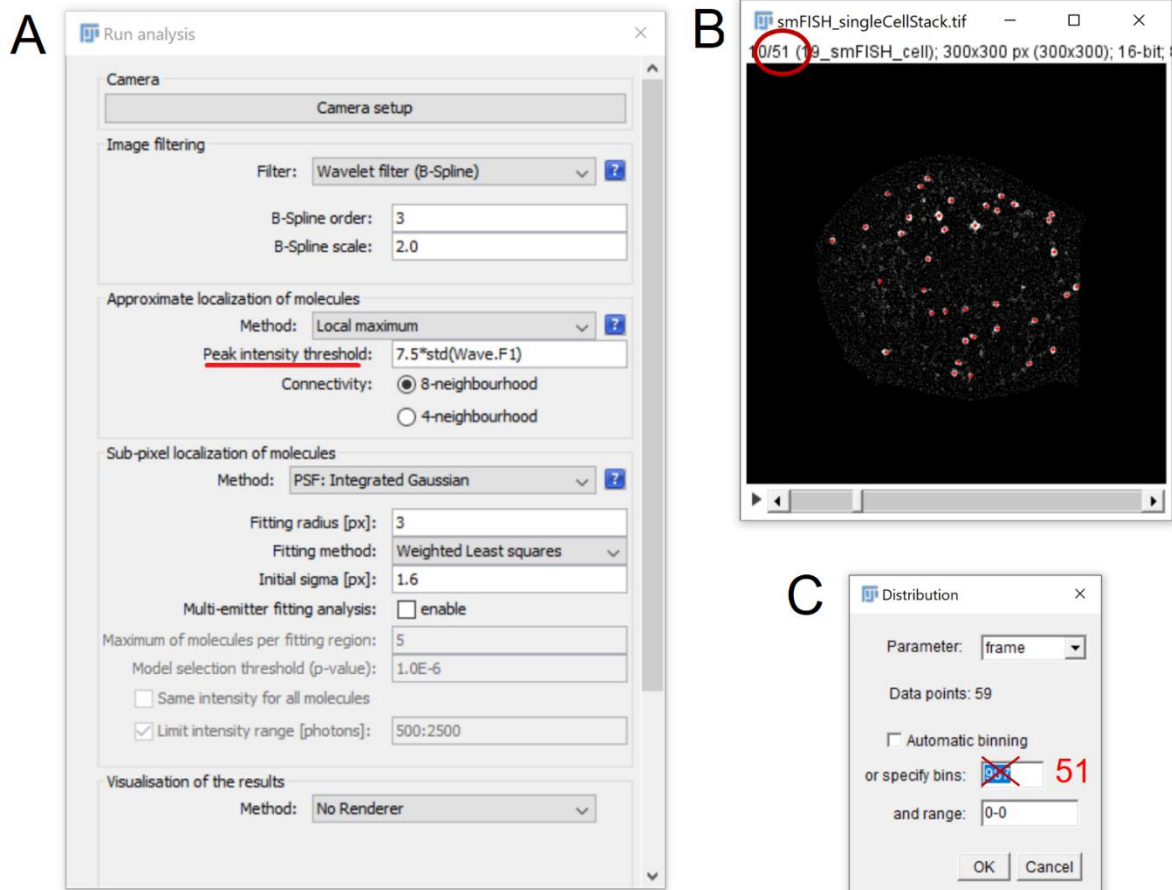 A
Run analysis
Camera
Camera setup
Image filtering
Filter: Wavelet filter (B-Spline)
B-Spline order: 3
B-Spline scale: 2.0
Approximate localization of molecules
Method: Local maximum
Peak intensity threshold: 7.5*std(Wave.F1)
Connectivity: 8-neighbourhood
4-neighbourhood
Sub-pixel localization of molecules
Method: PSF: Integrated Gaussian
Fitting radius [px]: 3
Fitting method: Weighted Least squares
Initial sigma [px]: 1.6
Multi-emitter fitting analysis: enable
Maximum of molecules per fitting region: 5
Model selection threshold (p-value): 1.0E-6
Same intensity for all molecules
Limit intensity range [photons]: 500:2500
Visualisation of the results
Method: No Renderer
B
smFISH_singleCellStack.tif
10/51 (19_smFISH_cell); 300x300 px (300x300); 16-bit;
C
Distribution
Parameter: frame
Data points: 59
Automatic binning
or specify bins: 51
and range: 0-0
OK Cancel